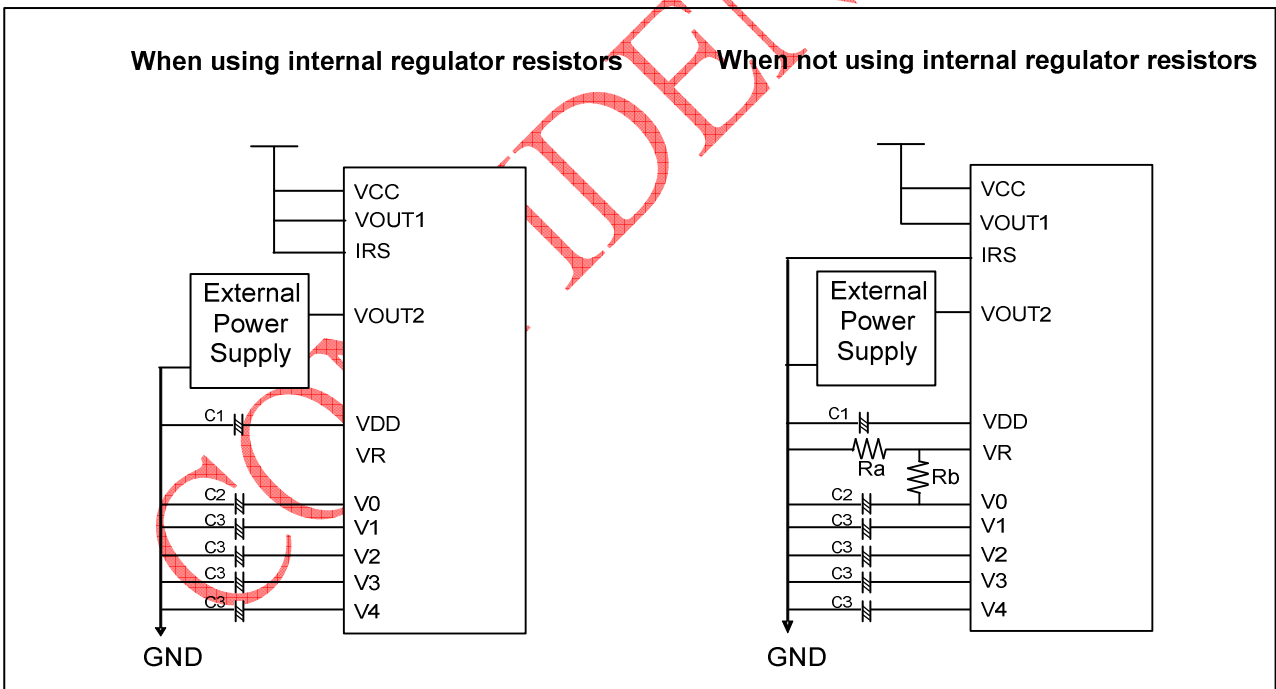 When using internal regulator resistors
VCC
VOUT1
IRS
External
Power
Supply
VOUT2
C1
VDD
VR
C2
V0
C3
V1
C3
V2
C3
V3
C3
V4
GND
When not using internal regulator resistors
VCC
VOUT1
IRS
External
Power
Supply
VOUT2
C1
VDD
VR
Ra
Rb
C2
V0
C3
V1
C3
V2
C3
V3
C3
V4
GND